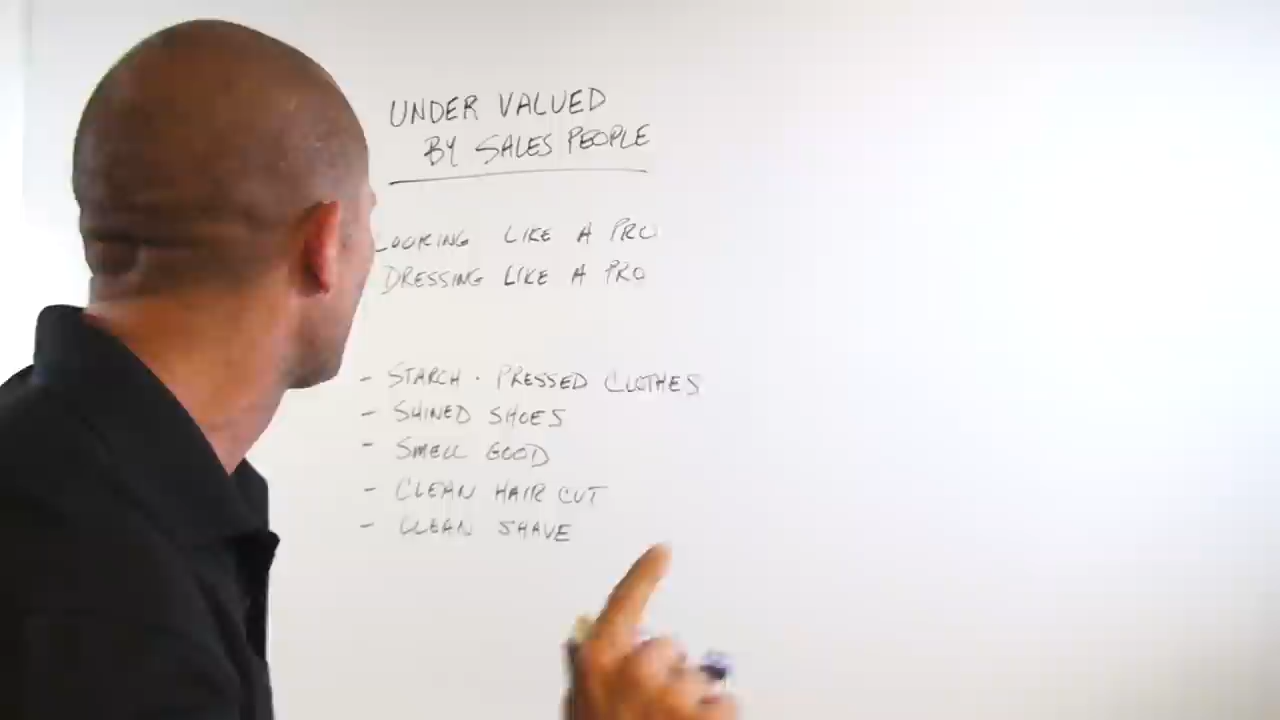 UNDER VALUED
BY SALES PEOPLE
LOOKING LIKE A PRO
DRESSING LIKE A PRO
- STARCH · PRESSED CLOTHES
- SHINED SHOES
- SMELL GOOD
- CLEAN HAIR CUT
- CLEAN SHAVE